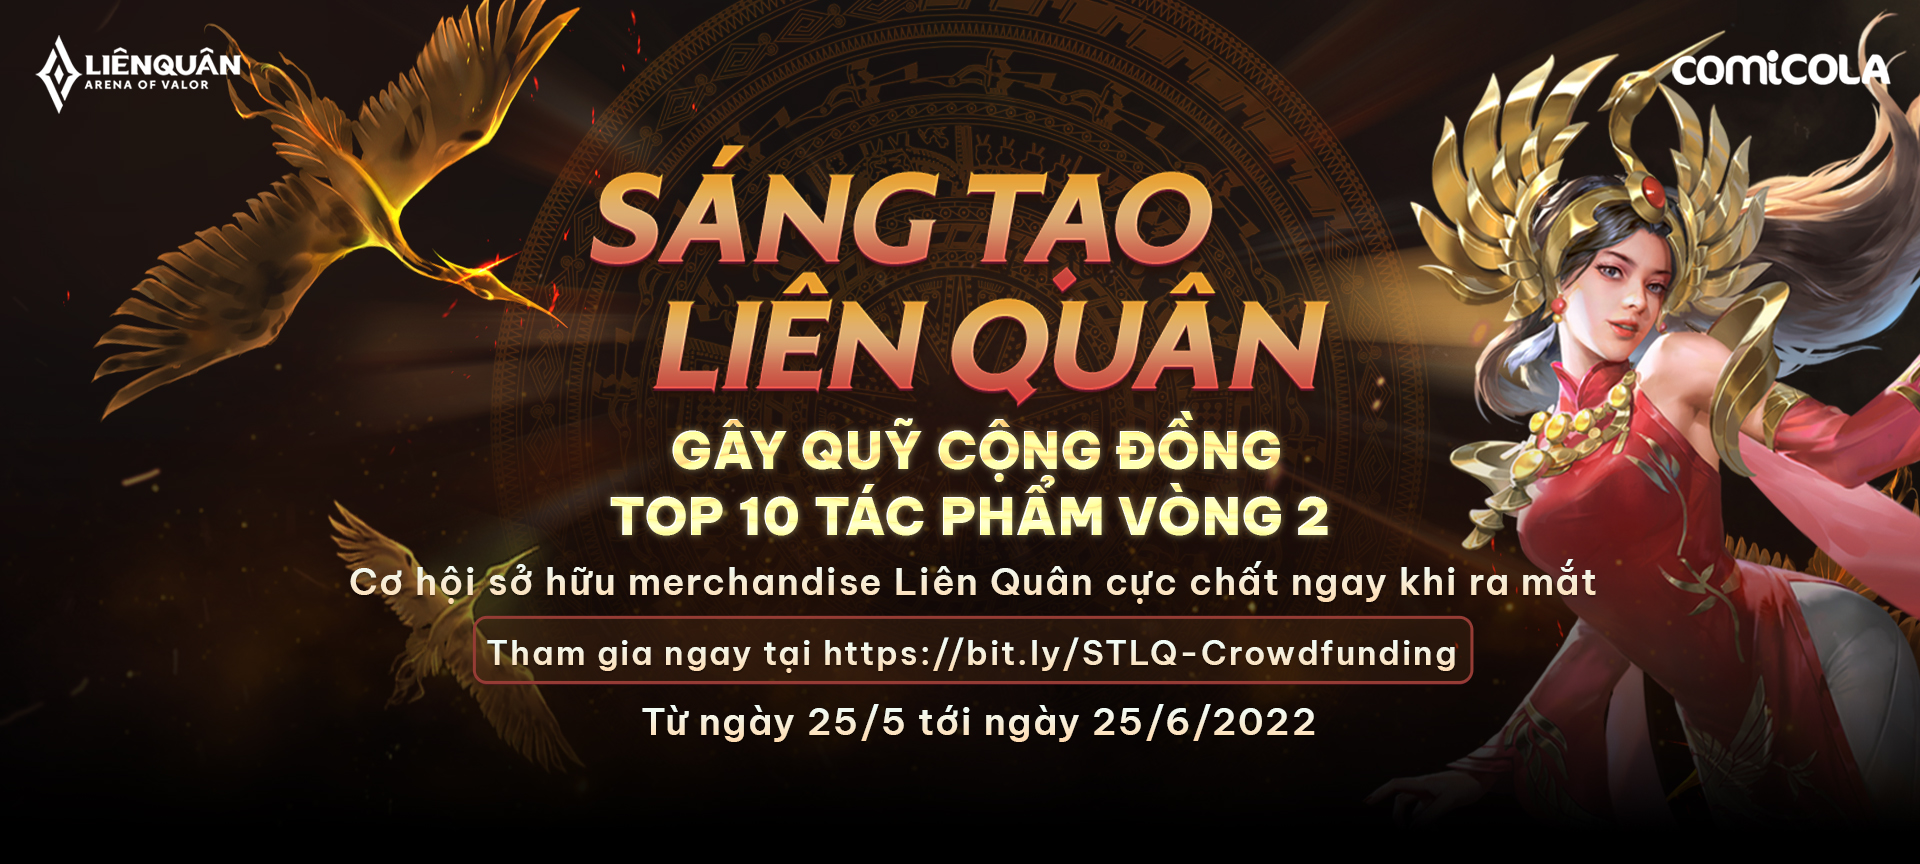 LIÊNQUÂN
ARENA OF VALOR
COMICOLA
SÁNG TẠO
LIÊN QUÂN
GÂY QUỸ CỘNG ĐỒNG
TOP 10 TÁC PHẨM VÒNG 2
Cơ hội sở hữu merchandise Liên Quân cực chất ngay khi ra mắt
Tham gia ngay tại https://bit.ly/STLQ-Crowdfunding
Từ ngày 25/5 tới ngày 25/6/2022